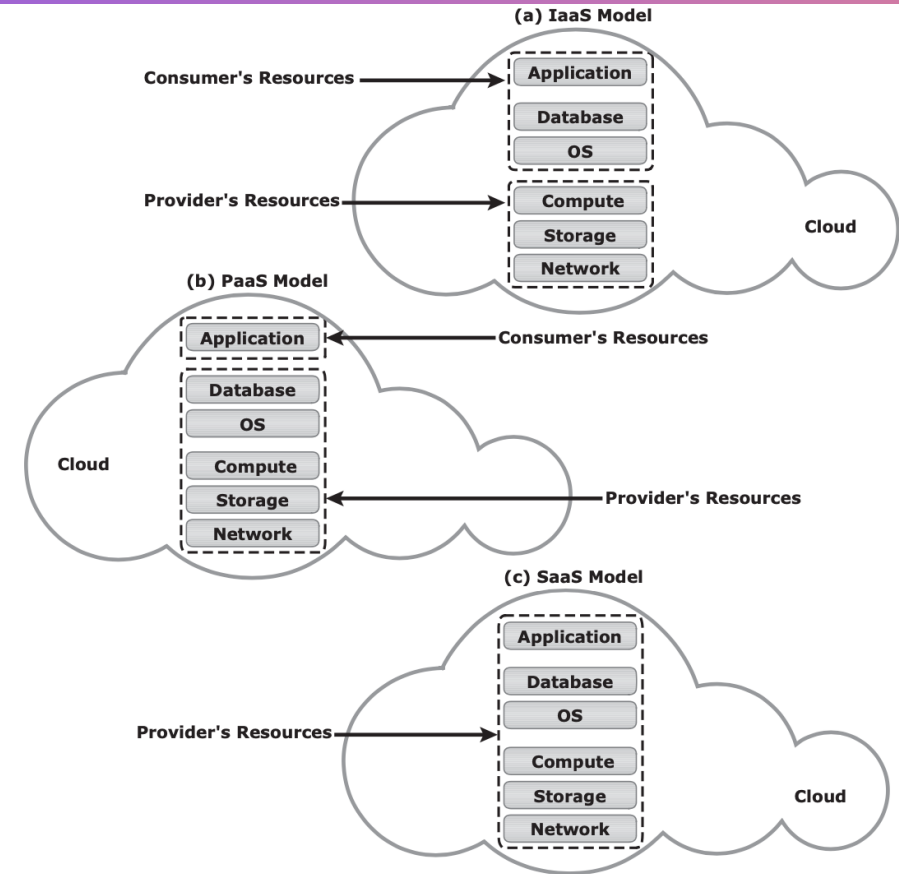 (a) IaaS Model
Consumer's Resources
Application
Database
OS
Provider's Resources
Compute
Storage
Network
Cloud
(b) PaaS Model
Application
Consumer's Resources
Database
OS
Cloud
Compute
Storage
Provider's Resources
Network
(c) SaaS Model
Application
Database
OS
Provider's Resources
Compute
Storage
Cloud
Network